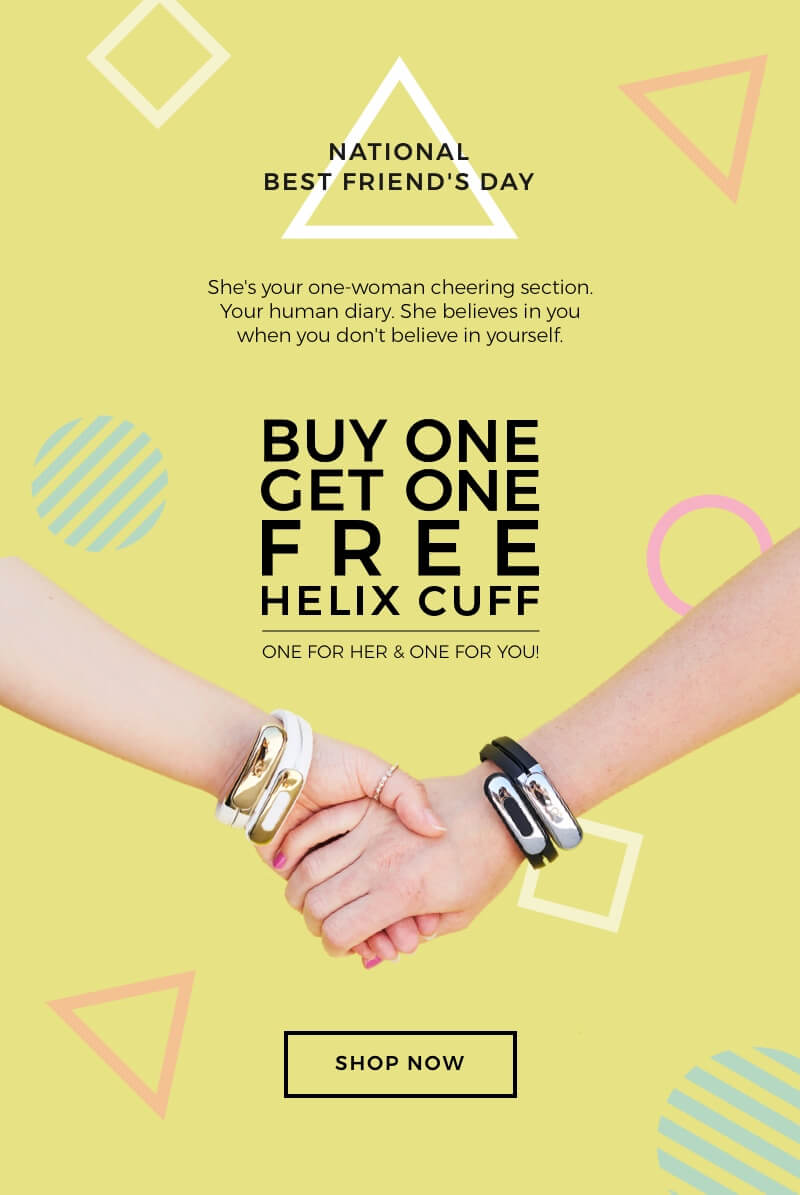 NATIONAL
BEST FRIEND'S DAY
She's your one-woman cheering section.
Your human diary. She believes in you
when you don't believe in yourself.
BUY ONE
GET ONE
FREE
HELIX CUFF
ONE FOR HER & ONE FOR YOU!
SHOP NOW